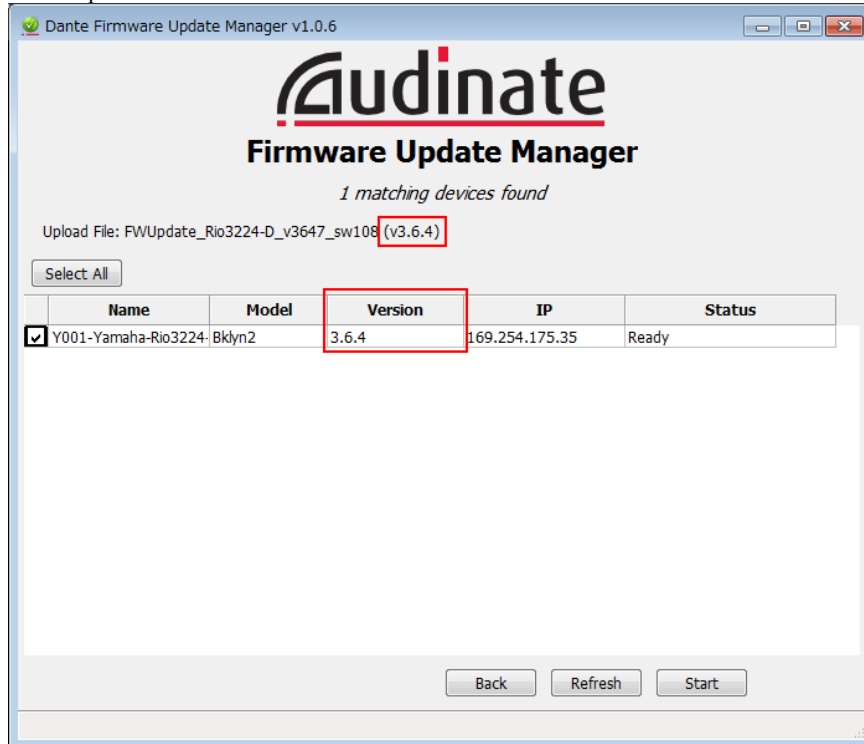 Dante Firmware Update Manager v1.0.6
Audinate
Firmware Update Manager
1 matching devices found
Upload File: FWUpdate_Rio3224-D_v3647_sw108 (v3.6.4)
Select All
Name Model Version IP Status
Y001-Yamaha-Rio3224- Bklyn2 3.6.4 169.254.175.35 Ready
Back Refresh Start